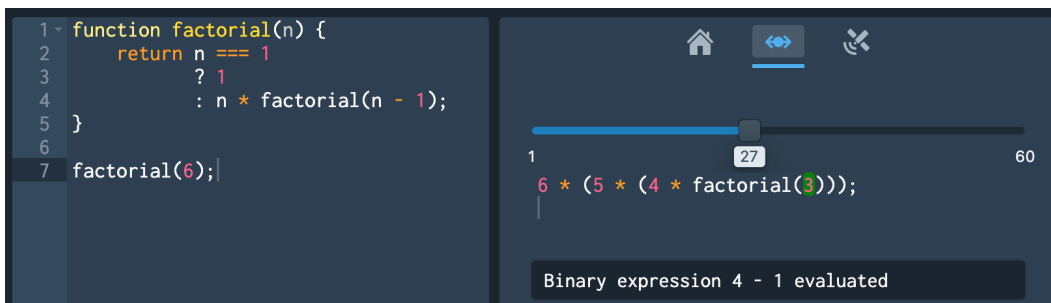 1 function factorial(n) {
2     return n === 1
3            ? 1
4            : n * factorial(n - 1);
5 }
6
7 factorial(6);
1 27 60
6 * (5 * (4 * factorial(3)));
Binary expression 4 - 1 evaluated